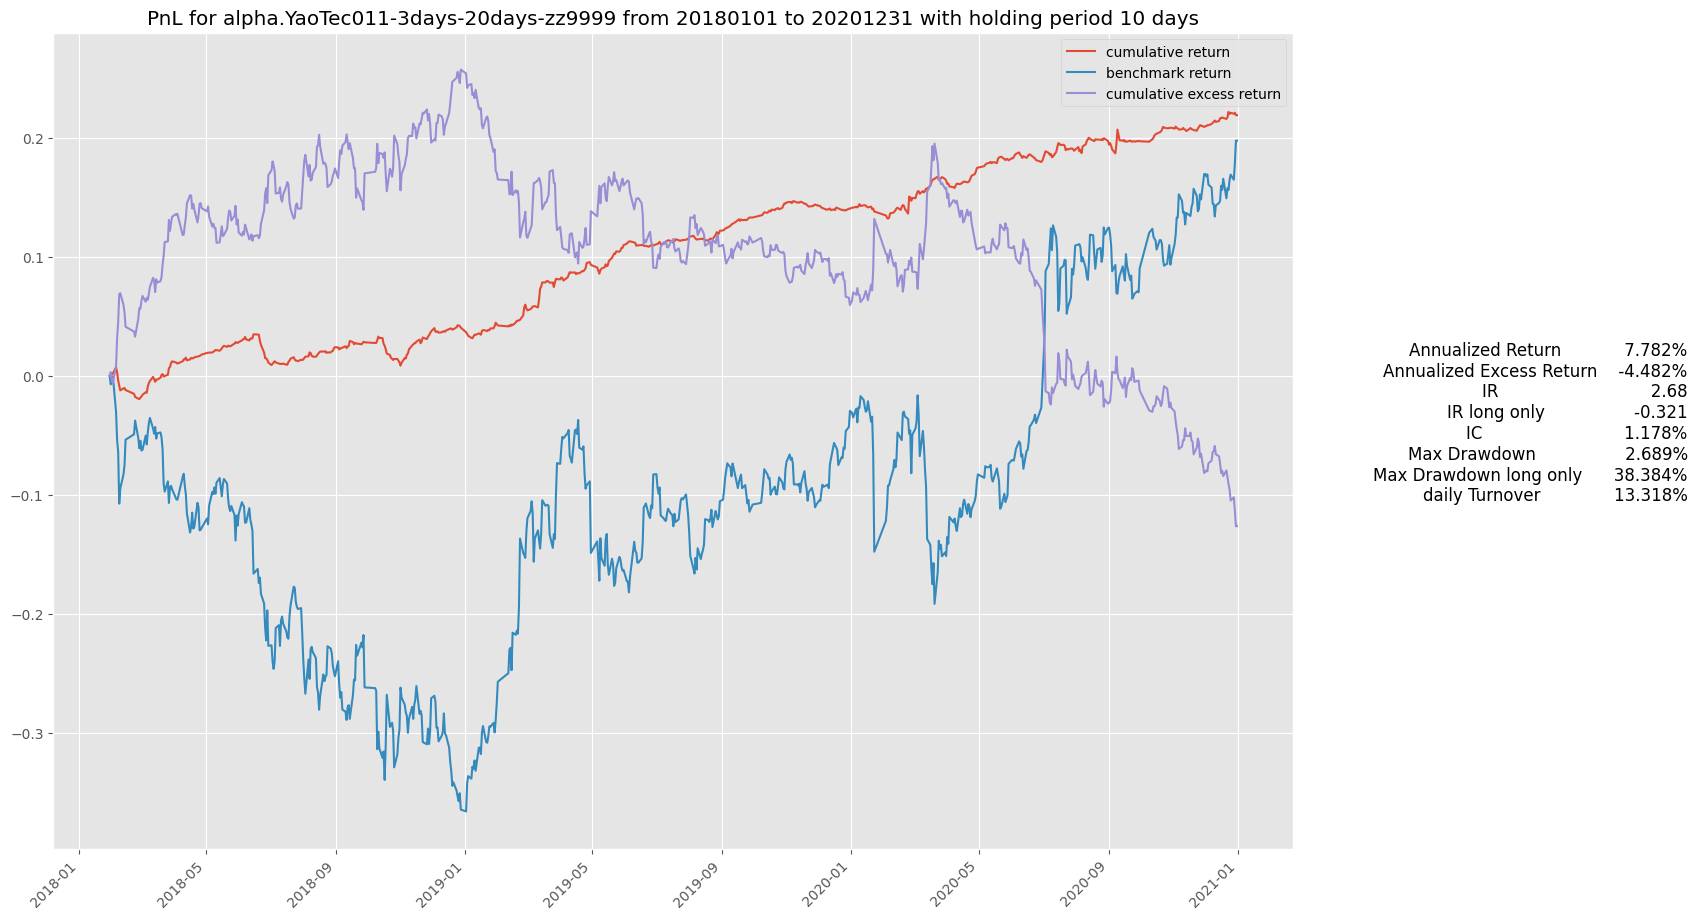 PnL for alpha.YaoTec011-3days-20days-zz9999 from 20180101 to 20201231 with holding period 10 days
cumulative return
benchmark return
cumulative excess return
0.2
0.1
0.0
−0.1
−0.2
−0.3
2018-01
2018-05
2018-09
2019-01
2019-05
2019-09
2020-01
2020-05
2020-09
2021-01
Annualized Return 7.782%
Annualized Excess Return -4.482%
IR 2.68
IR long only -0.321
IC 1.178%
Max Drawdown 2.689%
Max Drawdown long only 38.384%
daily Turnover 13.318%